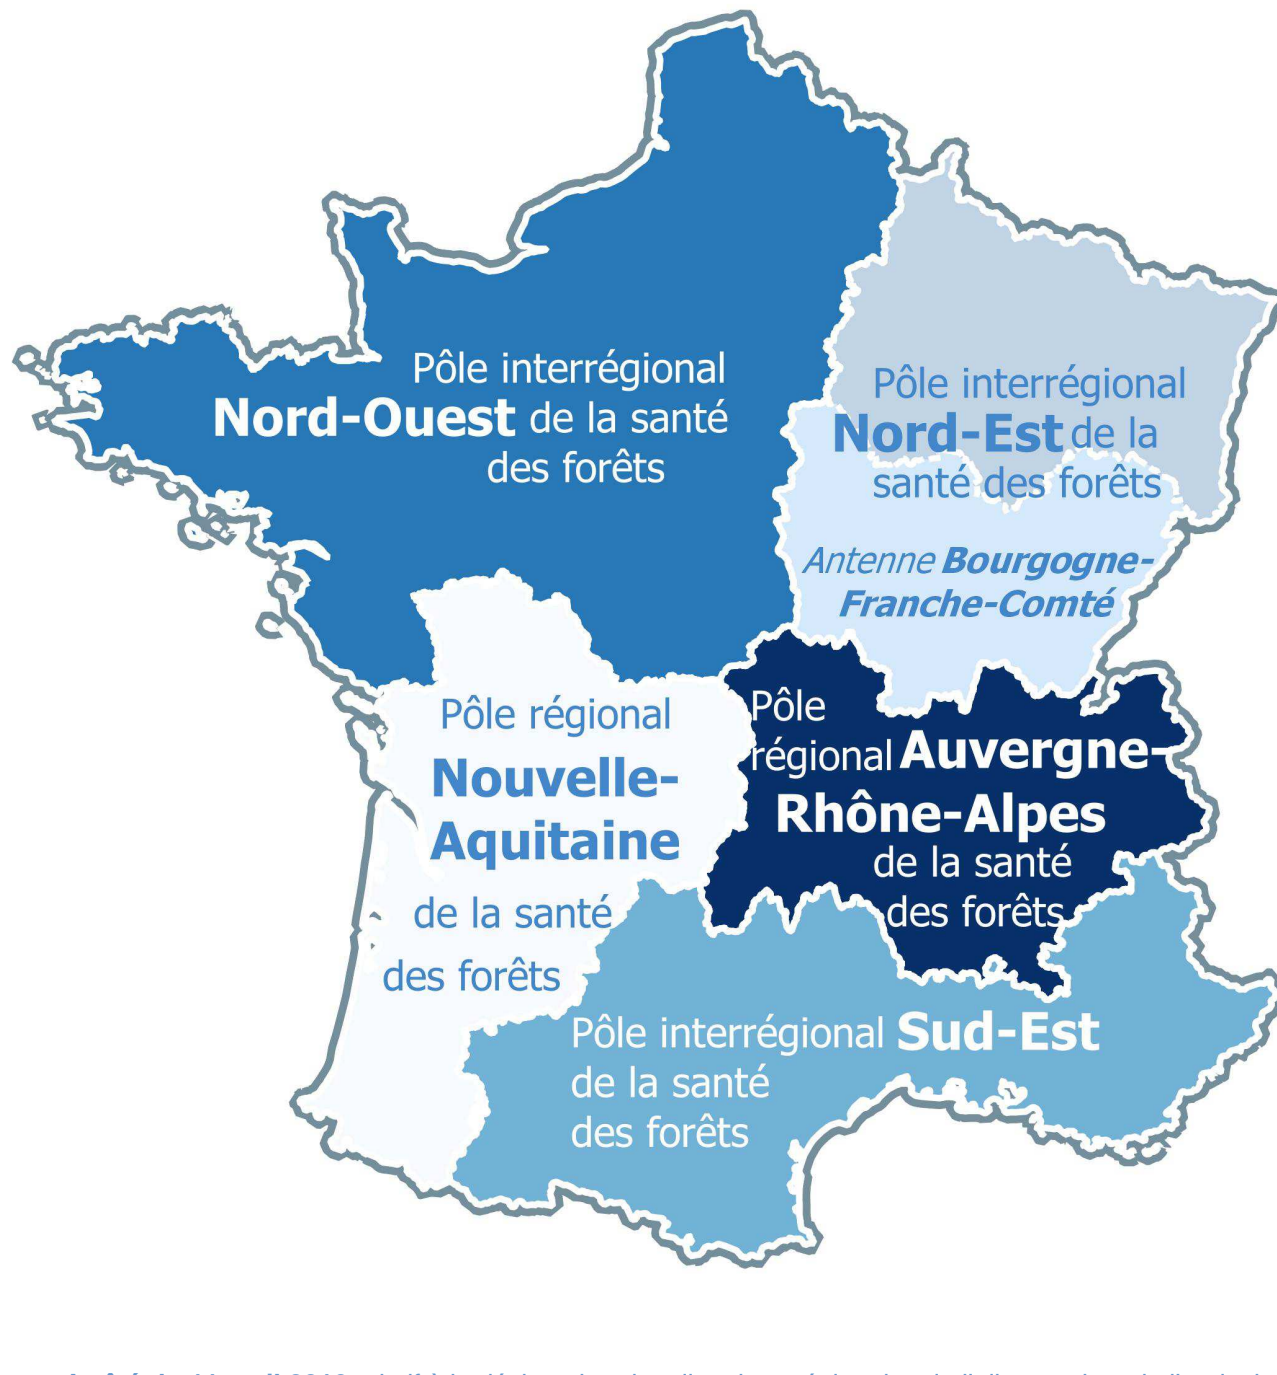 Pôle interrégional
Nord-Ouest de la santé
des forêts
Pôle interrégional
Nord-Est de la
santé des forêts
Antenne Bourgogne-
Franche-Comté
Pôle régional
Nouvelle-
Aquitaine
de la santé
des forêts
Pôle
régional Auvergne-
Rhône-Alpes
de la santé
des forêts
Pôle interrégional Sud-Est
de la santé
des forêts